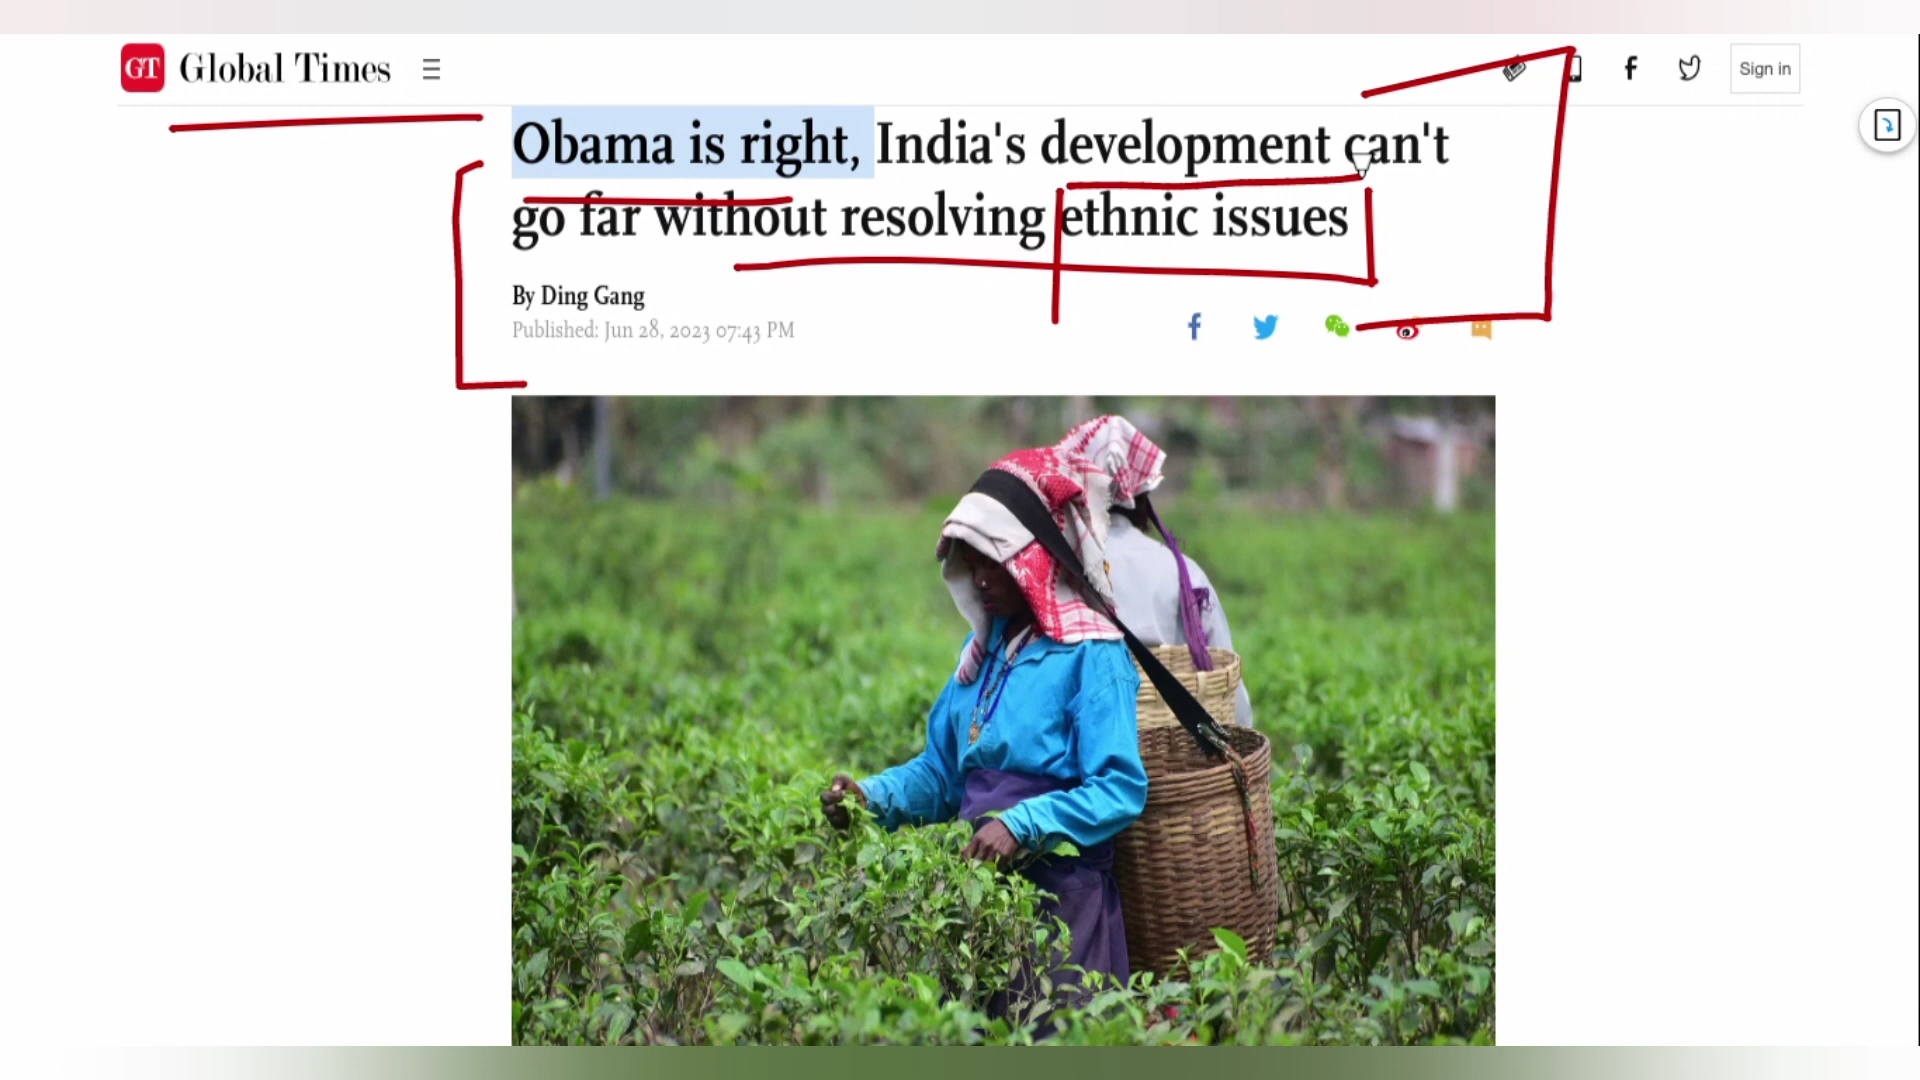 GT Global Times
Sign in
Obama is right, India's development can't
go far without resolving ethnic issues
By Ding Gang
Published: Jun 28, 2023 07:43 PM